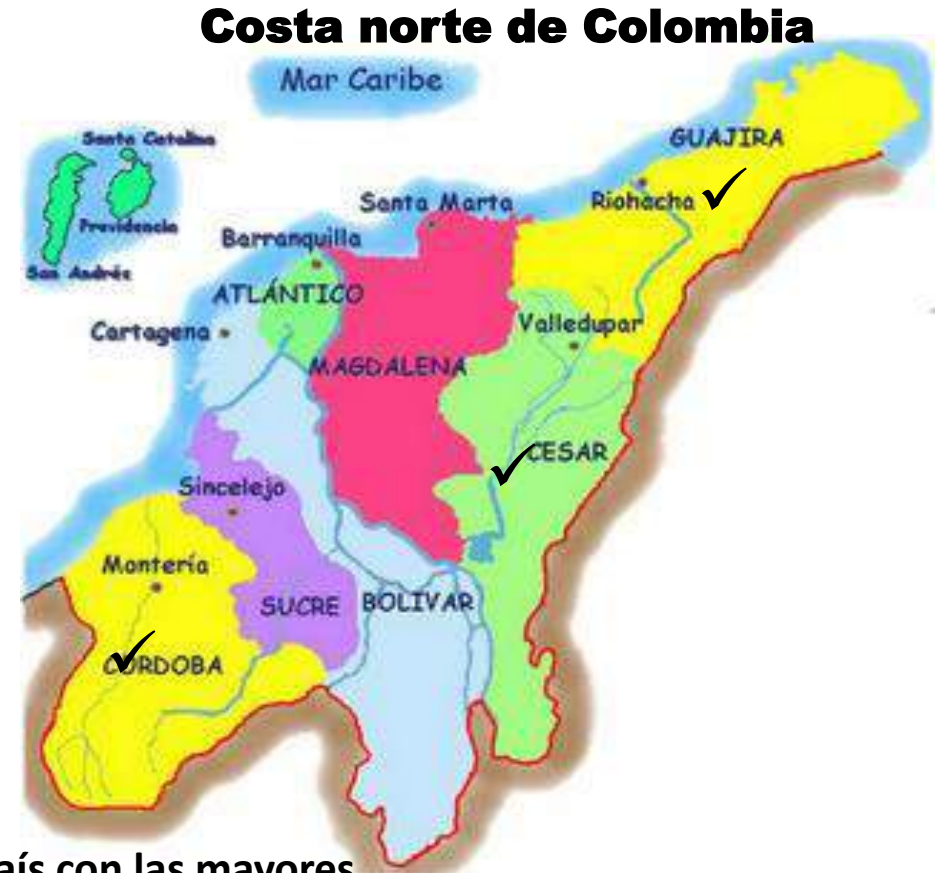 Costa norte de Colombia
Mar Caribe
GUAJIRA
Santa Catalina
Riohacha
Santa Marta
Providencia
Barranquilla
San Andrés
ATLÁNTICO
Valledupar
Cartagena
MAGDALENA
CESAR
Sincelejo
Montería
SUCRE
BOLIVAR
CORDOBA
aís con las mayores